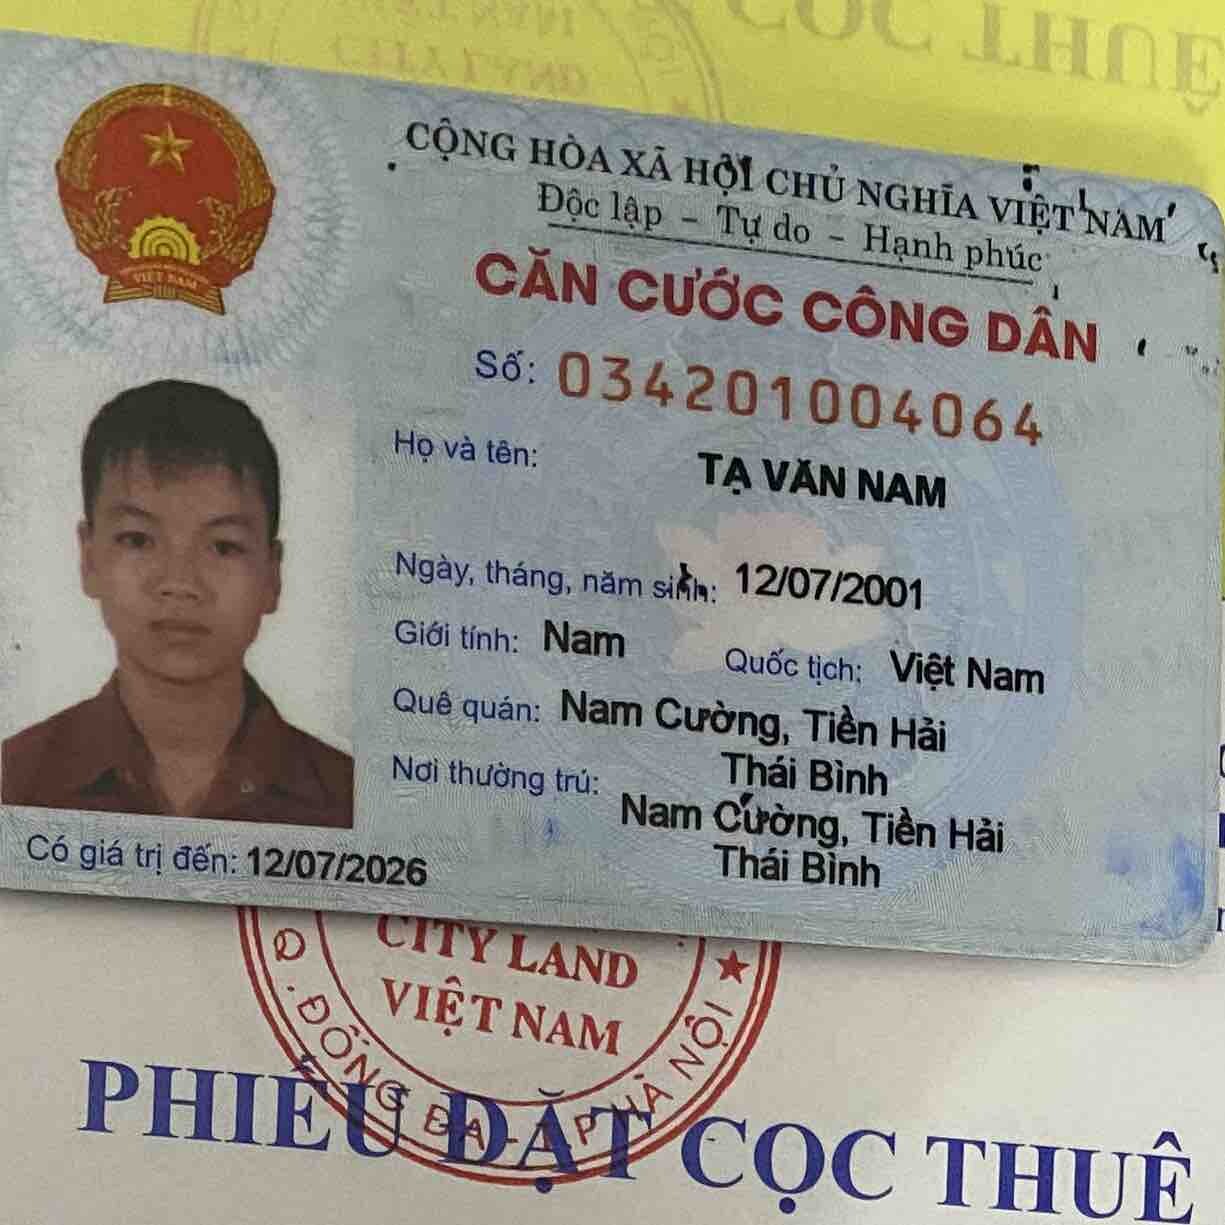 CỌC THUÊ
CỘNG HÒA XÃ HỘI CHỦ NGHĨA VIỆT NAM
Độc lập - Tự do - Hạnh phúc
CĂN CƯỚC CÔNG DÂN
Số: 034201004064
Họ và tên: TẠ VĂN NAM
Ngày, tháng, năm sinh: 12/07/2001
Giới tính: Nam Quốc tịch: Việt Nam
Quê quán: Nam Cường, Tiền Hải
Thái Bình
Nơi thường trú: Nam Cường, Tiền Hải
Thái Bình
Có giá trị đến: 12/07/2026
VIỆT NAM
CITY LAND
VIỆT NAM
Q. ĐỐNG ĐA - TP HÀ NỘI
PHIẾU ĐẶT CỌC THUÊ